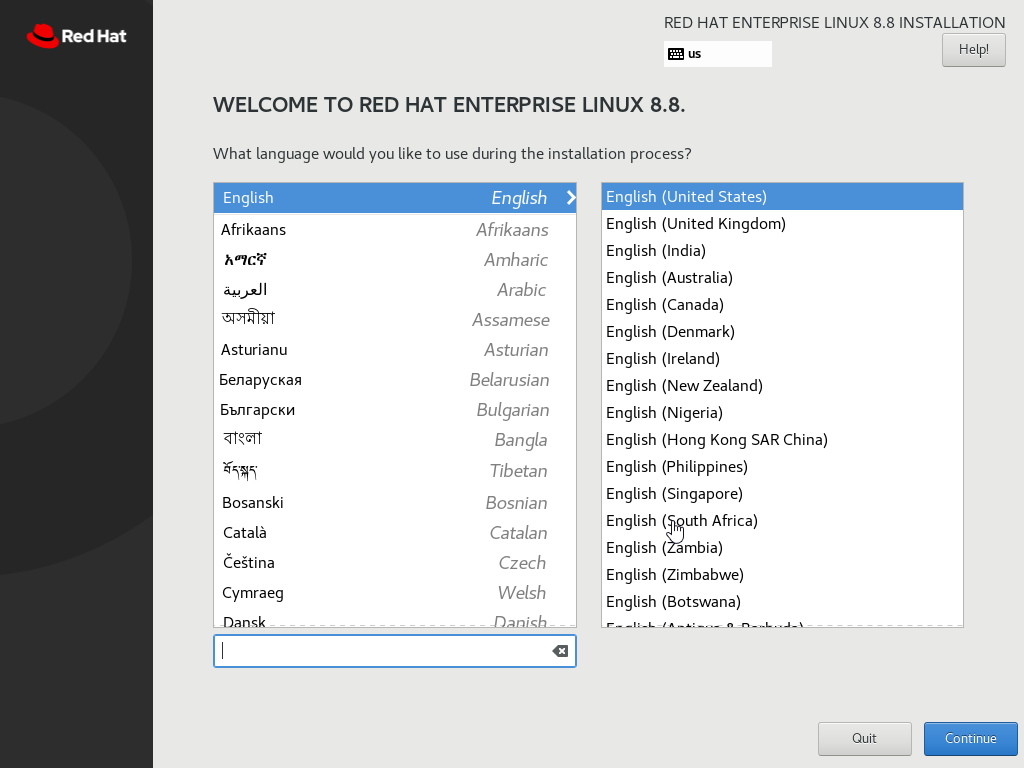 Red Hat
RED HAT ENTERPRISE LINUX 8.8 INSTALLATION
us
Help!
WELCOME TO RED HAT ENTERPRISE LINUX 8.8.
What language would you like to use during the installation process?
English English
Afrikaans Afrikaans
አማርኛ Amharic
العربية Arabic
অসমীয়া Assamese
Asturianu Asturian
Беларуская Belarusian
Български Bulgarian
বাংলা Bangla
བོད་སྐད་ Tibetan
Bosanski Bosnian
Català Catalan
Čeština Czech
Cymraeg Welsh
Dansk Danish
English (United States)
English (United Kingdom)
English (India)
English (Australia)
English (Canada)
English (Denmark)
English (Ireland)
English (New Zealand)
English (Nigeria)
English (Hong Kong SAR China)
English (Philippines)
English (Singapore)
English (South Africa)
English (Zambia)
English (Zimbabwe)
English (Botswana)
English (Antigua & Barbuda)
Quit
Continue